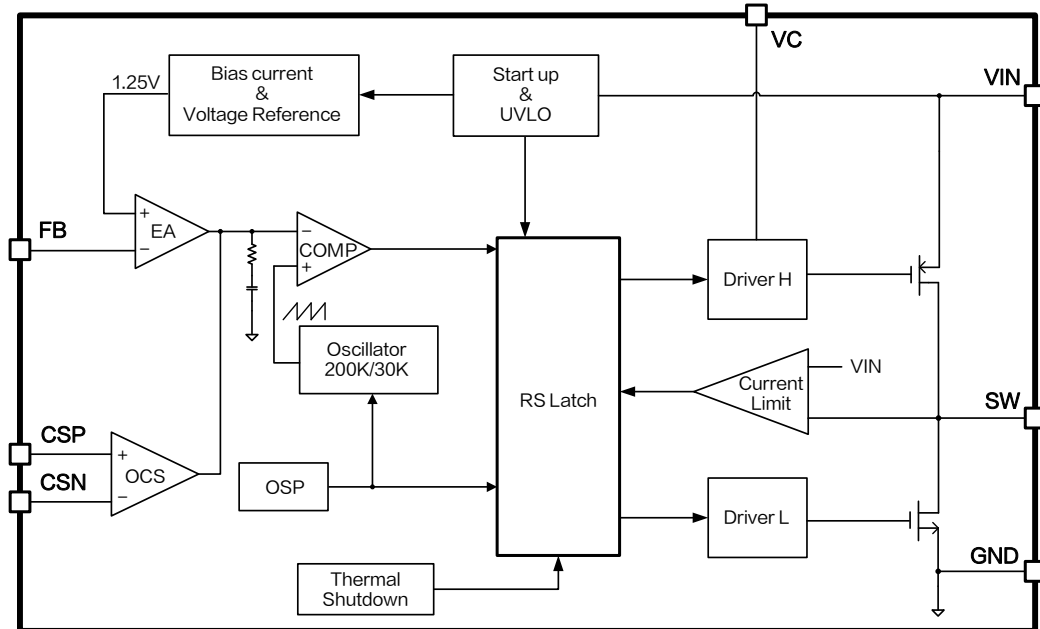 VC
1.25V
Bias current
&
Voltage Reference
Start up
&
UVLO
VIN
FB
+
EA
−
−
COMP
+
Driver H
Oscillator
200K/30K
RS Latch
VIN
Current
Limit
SW
CSP
+
OCS
CSN
−
OSP
Driver L
GND
Thermal
Shutdown